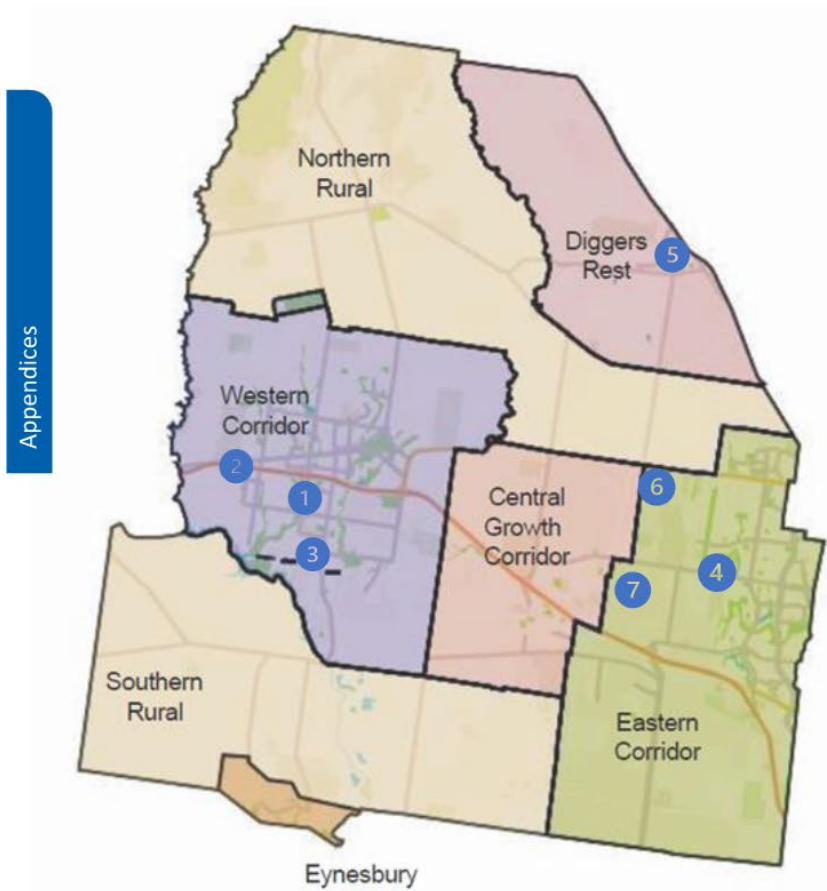 Appendices
Northern
Rural
Diggers
Rest
5
Western
Corridor
2
1
3
Central
Growth
Corridor
6
4
7
Southern
Rural
Eastern
Corridor
Eynesbury